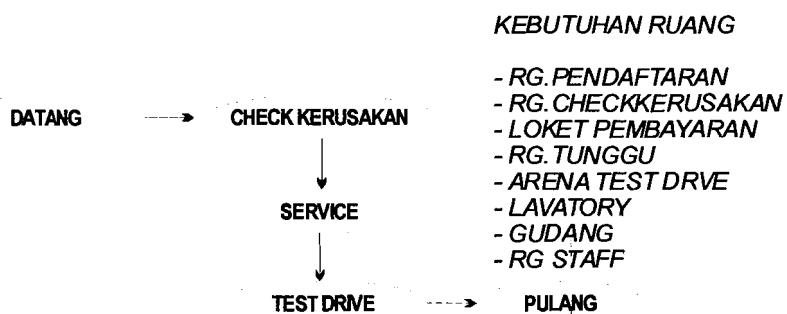 KEBUTUHAN RUANG
- RG. PENDAFTARAN
- RG. CHECKKERUSAKAN
- LOKET PEMBAYARAN
- RG. TUNGGU
- ARENA TEST DRVE
- LAVATORY
- GUDANG
- RG STAFF
DATANG
CHECK KERUSAKAN
SERVICE
TEST DRIVE
PULANG